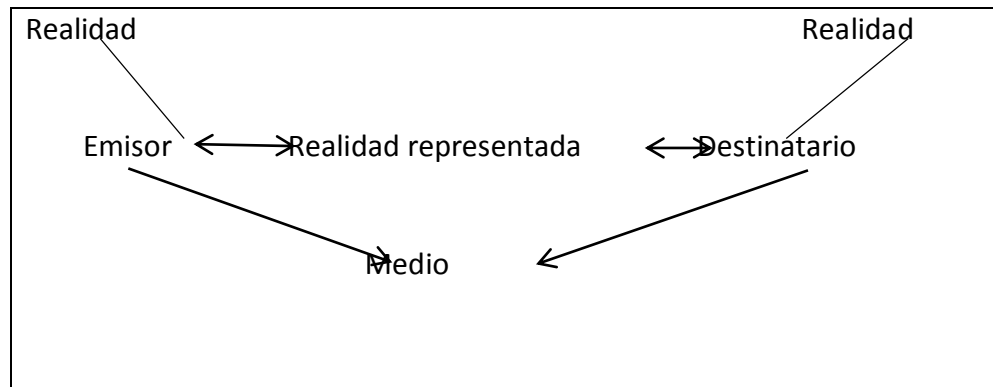 Realidad Realidad
Emisor Realidad representada Destinatario
Medio